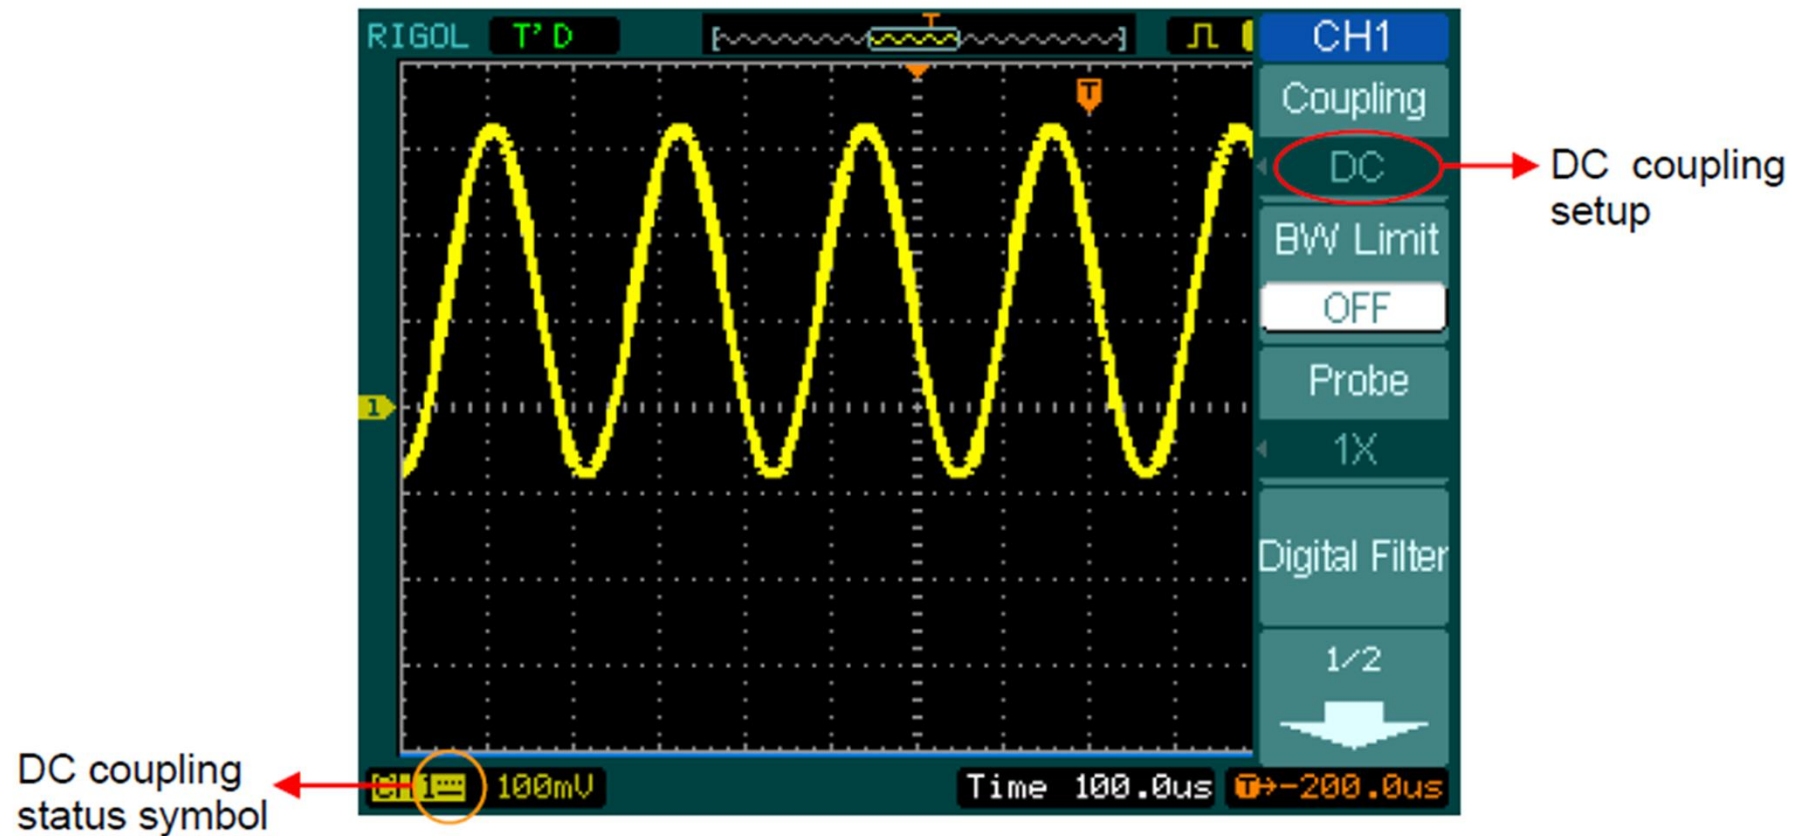 RIGOL T' D
T
CH1
Coupling
DC
DC coupling
setup
T
BW Limit
OFF
Probe
1
1X
Digital Filter
1/2
DC coupling
status symbol
CH1 100mV Time 100.0us T→-200.0us